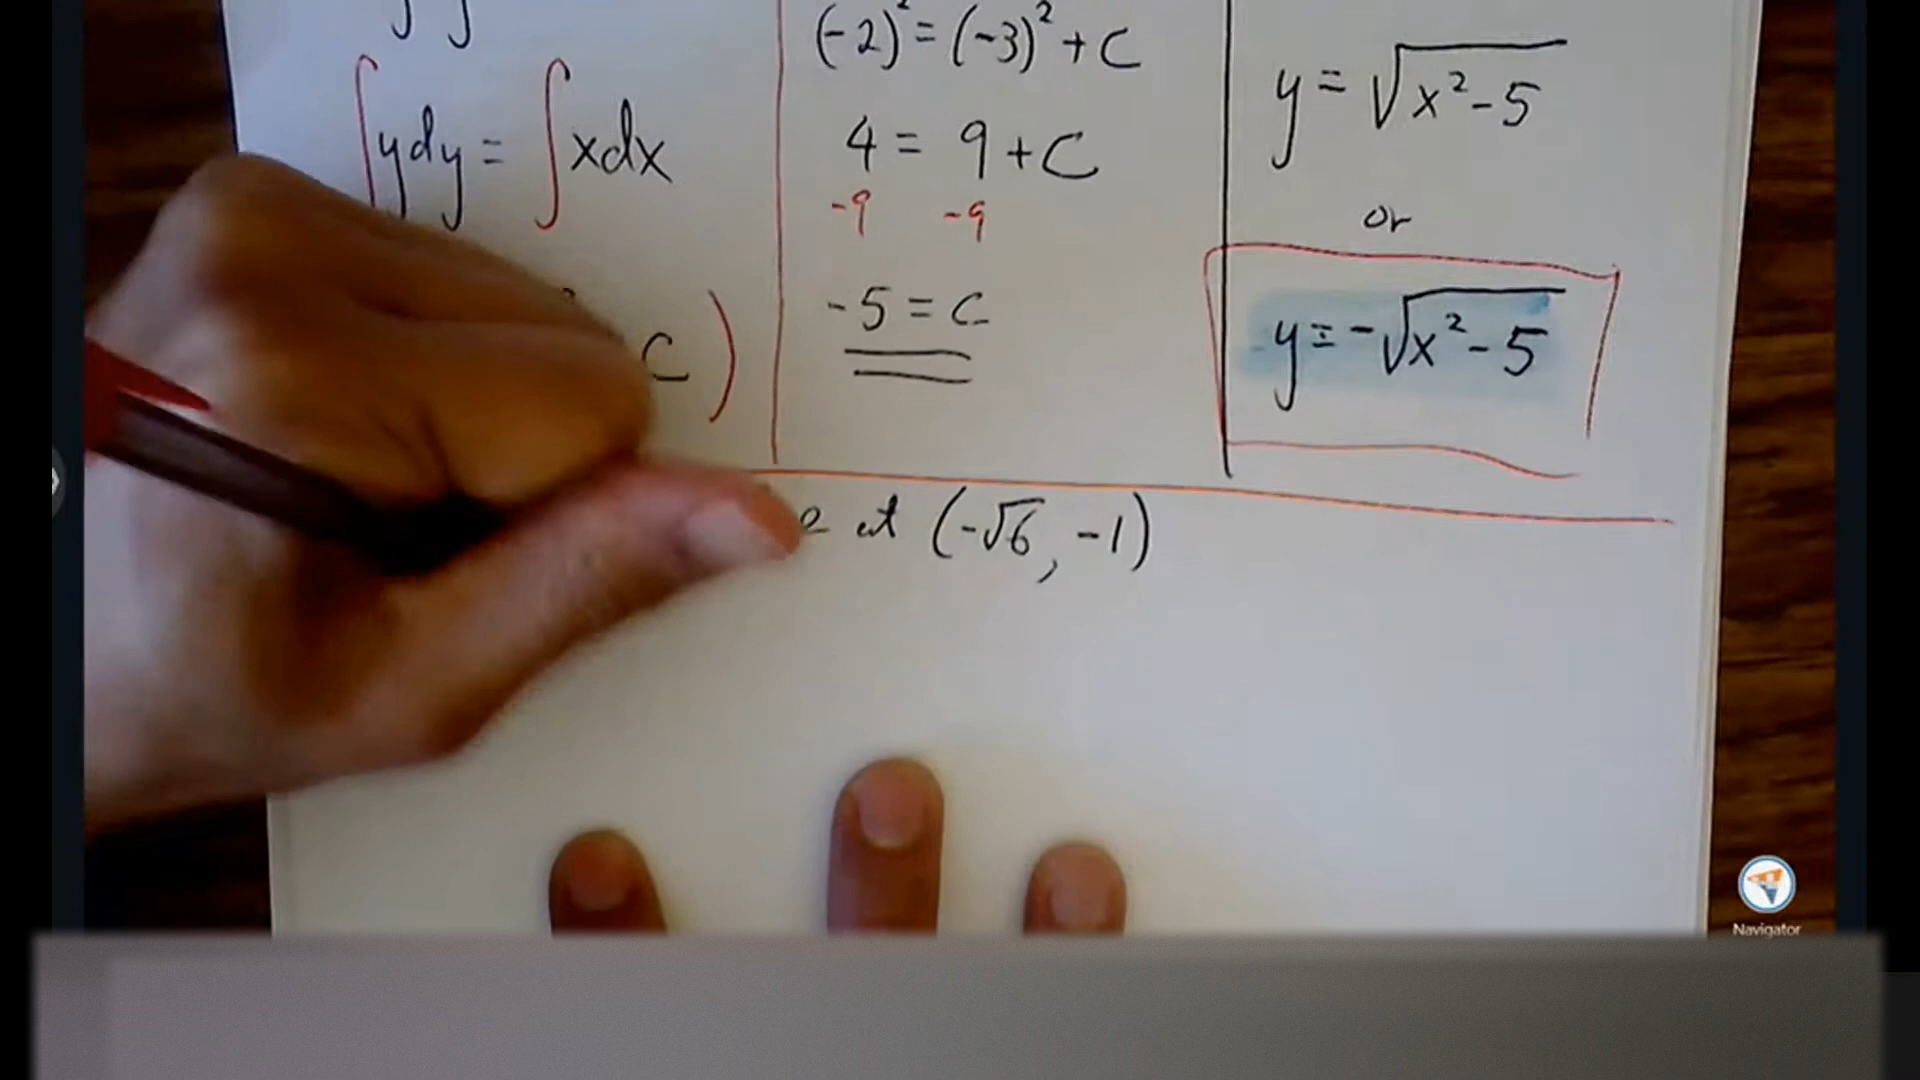 ∫ydy = ∫xdx
C)
(-2)² = (-3)² + C
4 = 9 + C
-9 -9
-5 = C
y = √x²-5
or
y = -√x²-5
at (-√6, -1)
Navigator